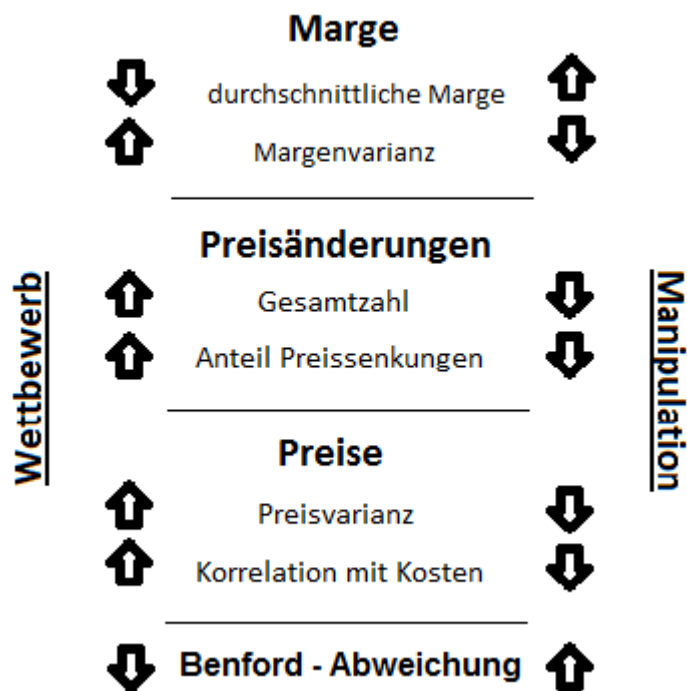 Marge
durchschnittliche Marge
Margenvarianz
Preisänderungen
Gesamtzahl
Anteil Preissenkungen
Preise
Preisvarianz
Korrelation mit Kosten
Benford - Abweichung
Wettbewerb
Manipulation